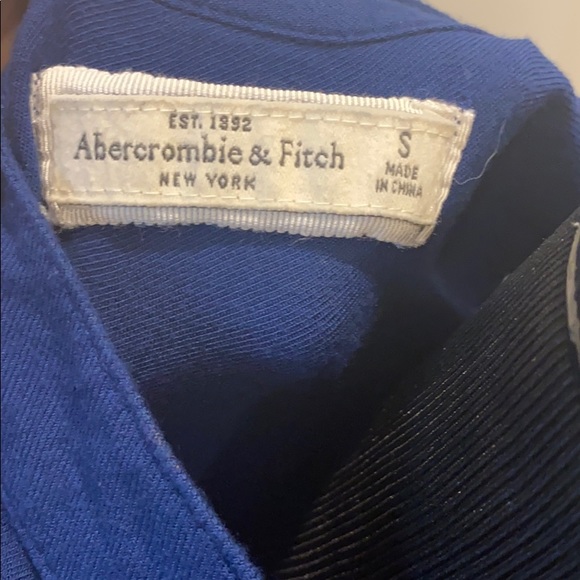 EST. 1892
Abercrombie & Fitch
NEW YORK
S
MADE
IN CHINA